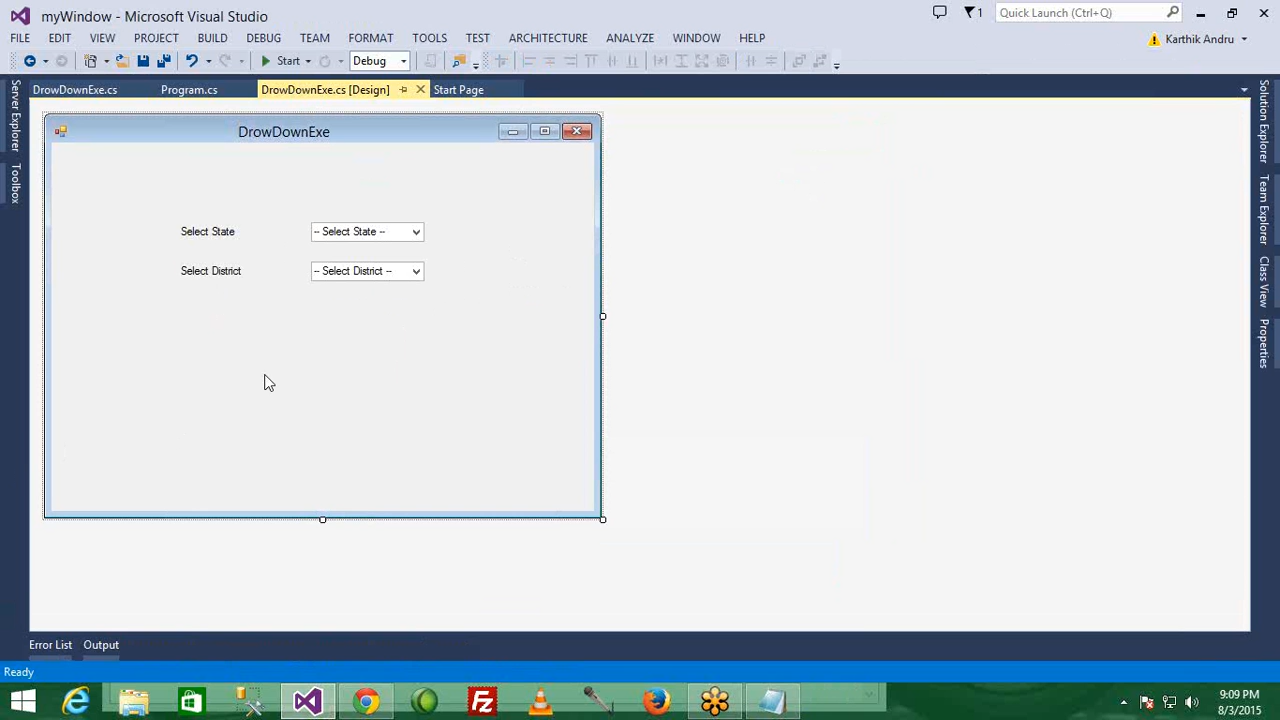 myWindow - Microsoft Visual Studio
1
Quick Launch (Ctrl+Q)
FILE EDIT VIEW PROJECT BUILD DEBUG TEAM FORMAT TOOLS TEST ARCHITECTURE ANALYZE WINDOW HELP
Karthik Andru
Start
Debug
DrowDownExe.cs
Program.cs
DrowDownExe.cs [Design]
Start Page
Server Explorer
Toolbox
DrowDownExe
Select State
-- Select State --
Select District
-- Select District --
Solution Explorer
Team Explorer
Class View
Properties
Error List
Output
Ready
9:09 PM
8/3/2015